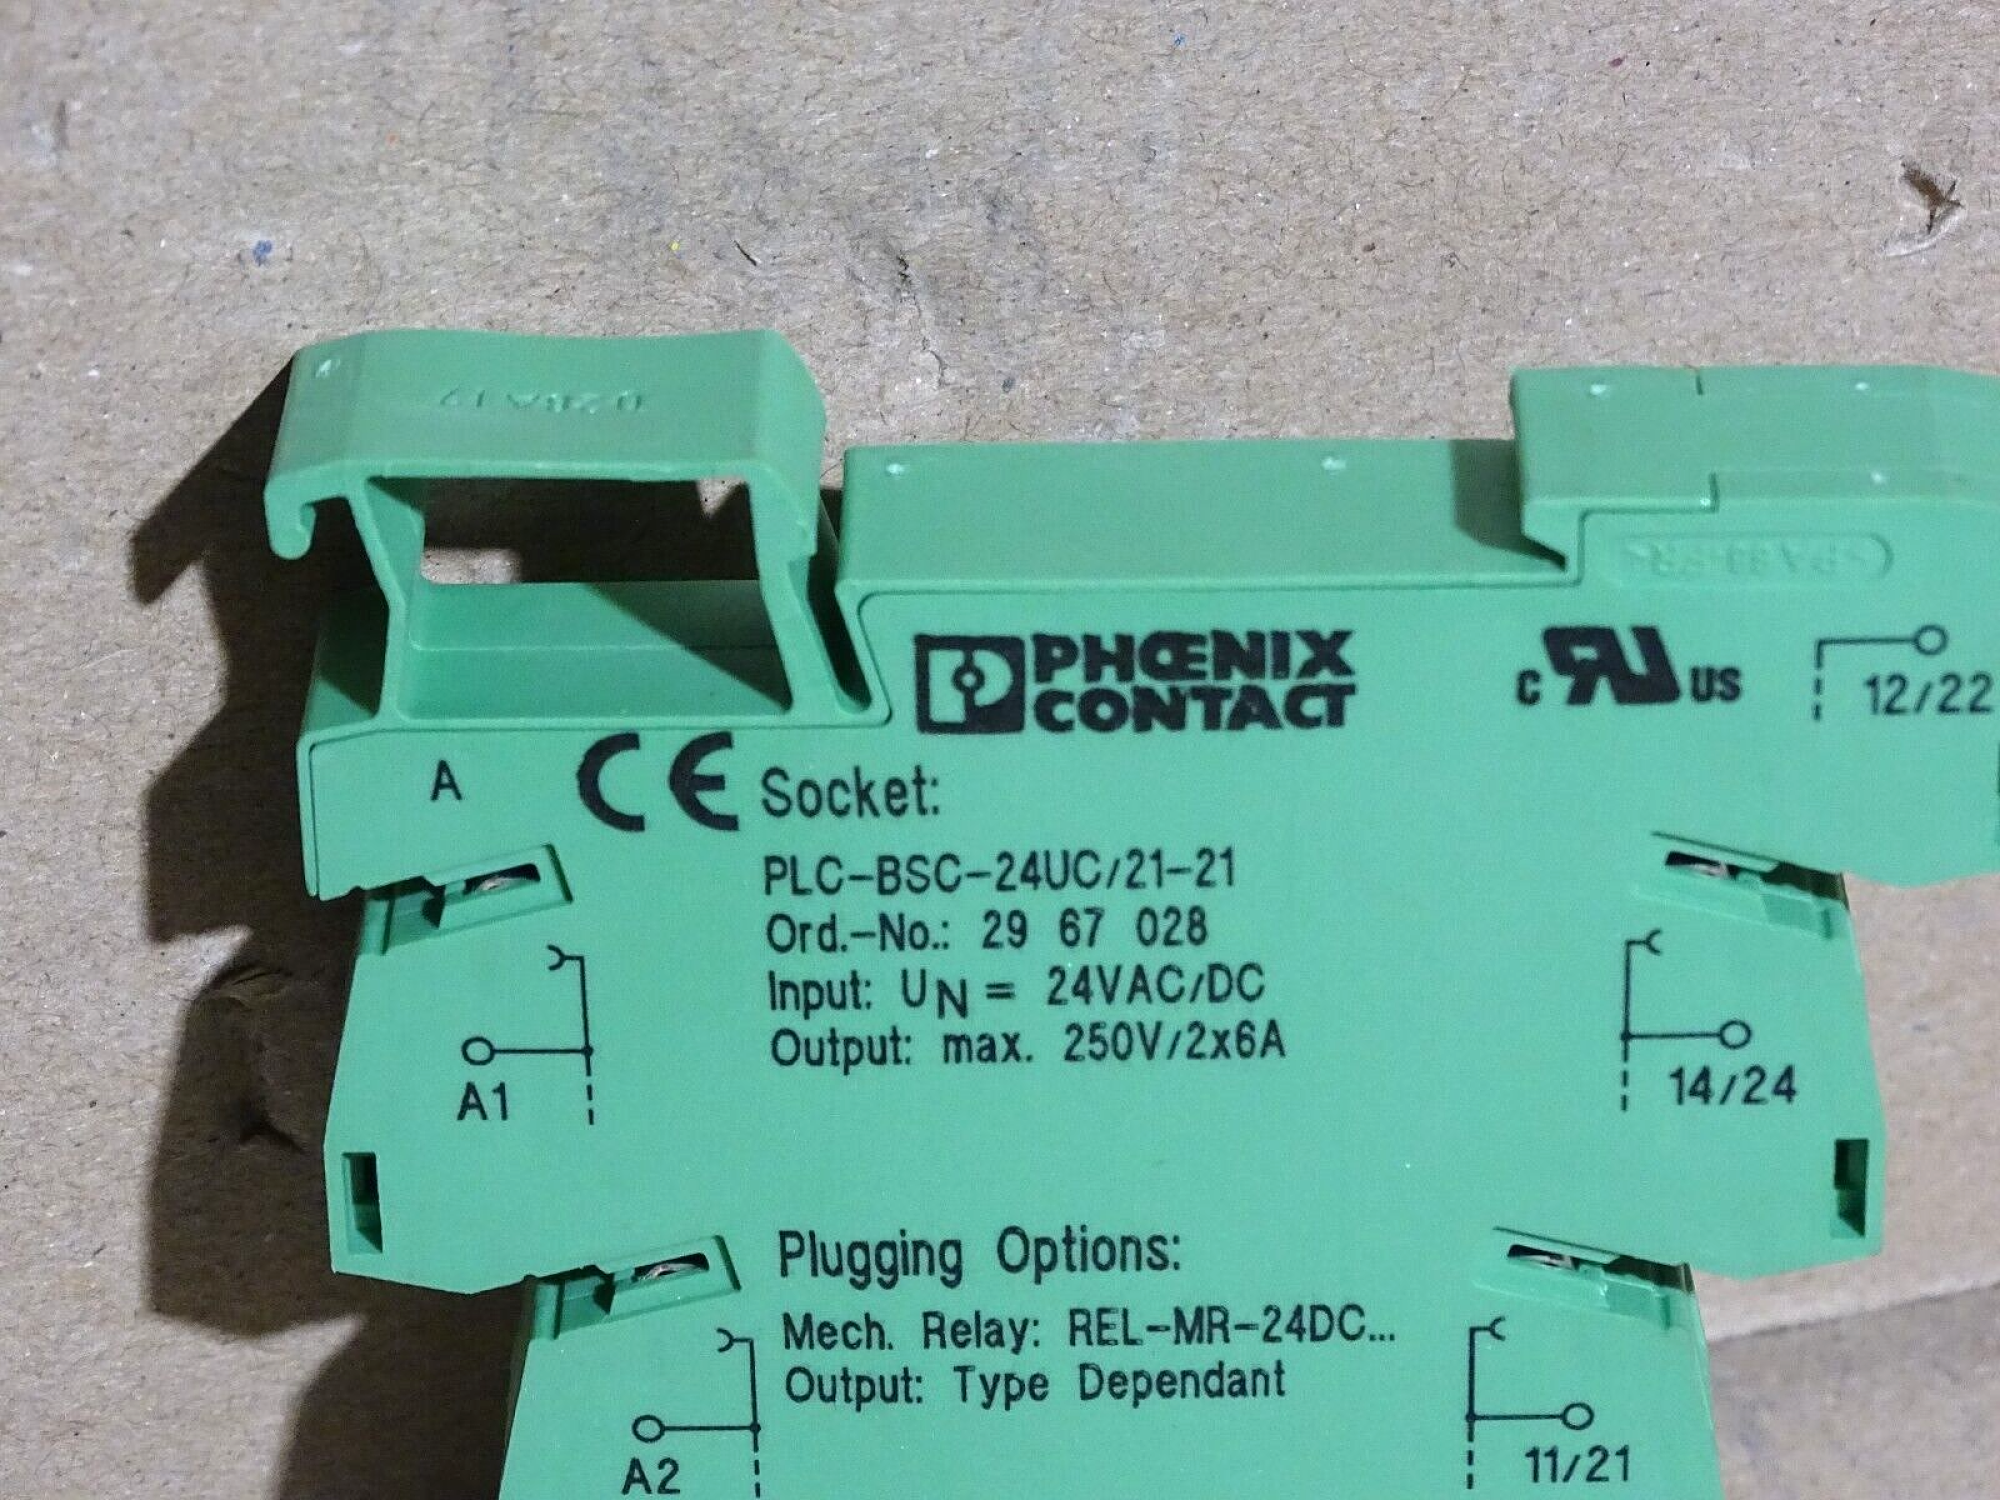 PHŒNIX
CONTACT
c RU US
12/22
A
CE
Socket:
PLC-BSC-24UC/21-21
Ord.-No.: 29 67 028
Input: UN = 24VAC/DC
Output: max. 250V/2x6A
A1
14/24
Plugging Options:
Mech. Relay: REL-MR-24DC...
Output: Type Dependant
A2
11/21